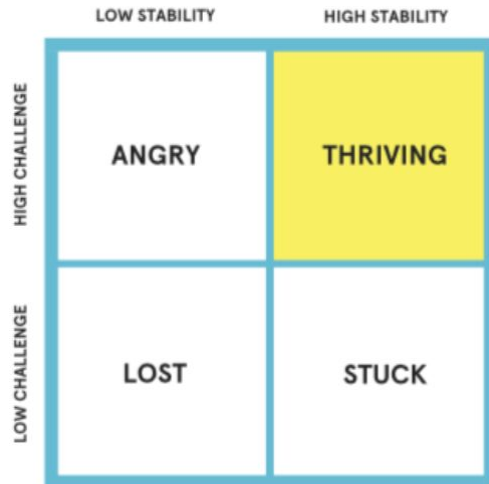 LOW STABILITY
HIGH STABILITY
HIGH CHALLENGE
ANGRY
THRIVING
LOW CHALLENGE
LOST
STUCK